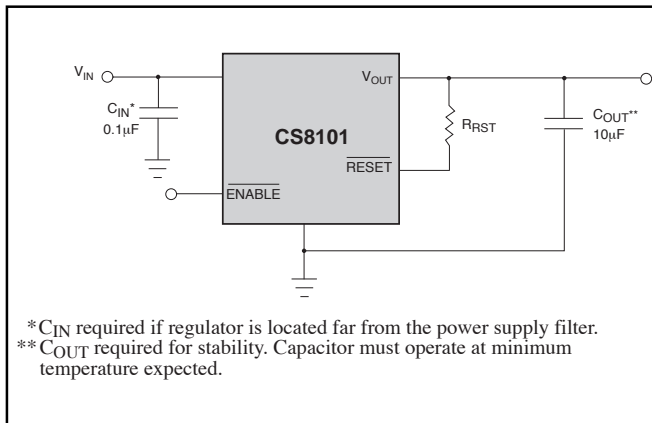 V_IN
V_OUT
C_IN*
0.1µF
CS8101
R_RST
C_OUT**
10µF
RESET
ENABLE
*C_IN required if regulator is located far from the power supply filter.
**C_OUT required for stability. Capacitor must operate at minimum
temperature expected.